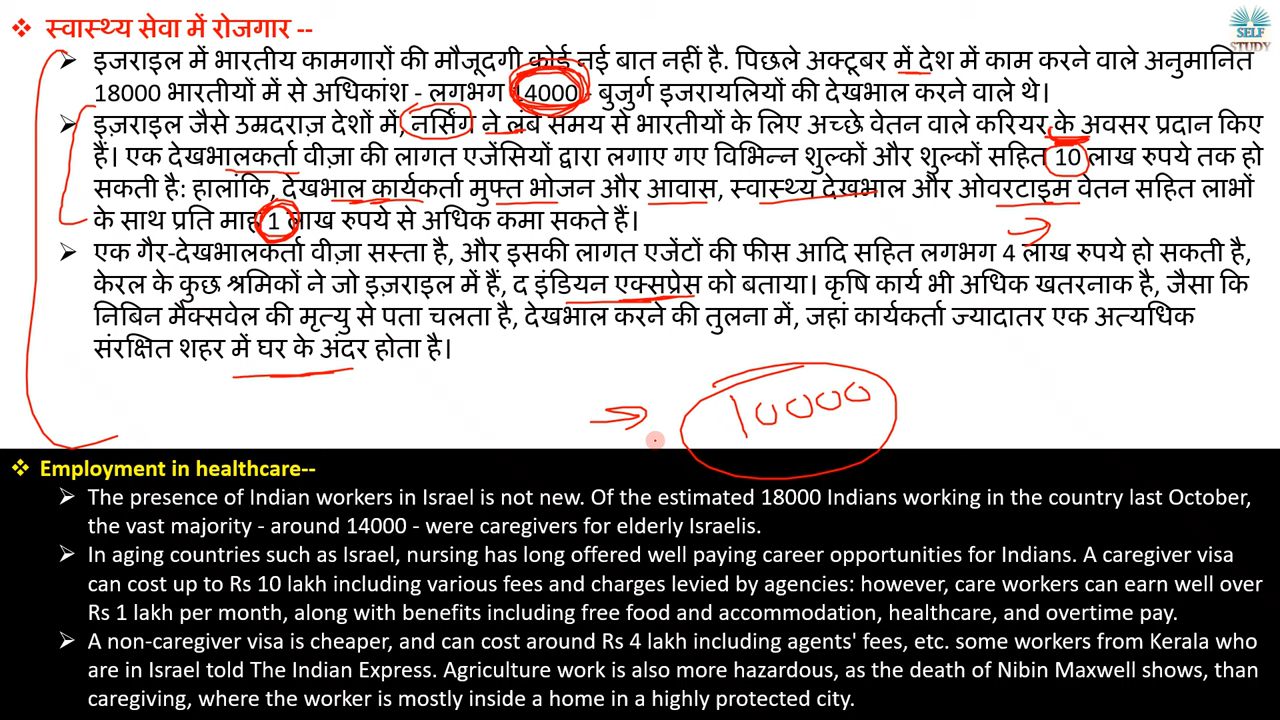 ❖ स्वास्थ्य सेवा में रोजगार --
SELF
STUDY
➢ इजराइल में भारतीय कामगारों की मौजूदगी कोई नई बात नहीं है. पिछले अक्टूबर में देश में काम करने वाले अनुमानित
18000 भारतीयों में से अधिकांश - लगभग 14000 - बुजुर्ग इजरायलियों की देखभाल करने वाले थे।
➢ इज़राइल जैसे उम्रदराज़ देशों में, नर्सिंग ने लंबे समय से भारतीयों के लिए अच्छे वेतन वाले करियर के अवसर प्रदान किए
हैं। एक देखभालकर्ता वीज़ा की लागत एजेंसियों द्वारा लगाए गए विभिन्न शुल्कों और शुल्कों सहित 10 लाख रुपये तक हो
सकती है: हालांकि, देखभाल कार्यकर्ता मुफ्त भोजन और आवास, स्वास्थ्य देखभाल और ओवरटाइम वेतन सहित लाभों
के साथ प्रति माह 1 लाख रुपये से अधिक कमा सकते हैं।
➢ एक गैर-देखभालकर्ता वीज़ा सस्ता है, और इसकी लागत एजेंटों की फीस आदि सहित लगभग 4 लाख रुपये हो सकती है,
केरल के कुछ श्रमिकों ने जो इज़राइल में हैं, द इंडियन एक्सप्रेस को बताया। कृषि कार्य भी अधिक खतरनाक है, जैसा कि
निबिन मैक्सवेल की मृत्यु से पता चलता है, देखभाल करने की तुलना में, जहां कार्यकर्ता ज्यादातर एक अत्यधिक
संरक्षित शहर में घर के अंदर होता है।
→ 10000
❖ Employment in healthcare--
➢ The presence of Indian workers in Israel is not new. Of the estimated 18000 Indians working in the country last October,
the vast majority - around 14000 - were caregivers for elderly Israelis.
➢ In aging countries such as Israel, nursing has long offered well paying career opportunities for Indians. A caregiver visa
can cost up to Rs 10 lakh including various fees and charges levied by agencies: however, care workers can earn well over
Rs 1 lakh per month, along with benefits including free food and accommodation, healthcare, and overtime pay.
➢ A non-caregiver visa is cheaper, and can cost around Rs 4 lakh including agents' fees, etc. some workers from Kerala who
are in Israel told The Indian Express. Agriculture work is also more hazardous, as the death of Nibin Maxwell shows, than
caregiving, where the worker is mostly inside a home in a highly protected city.